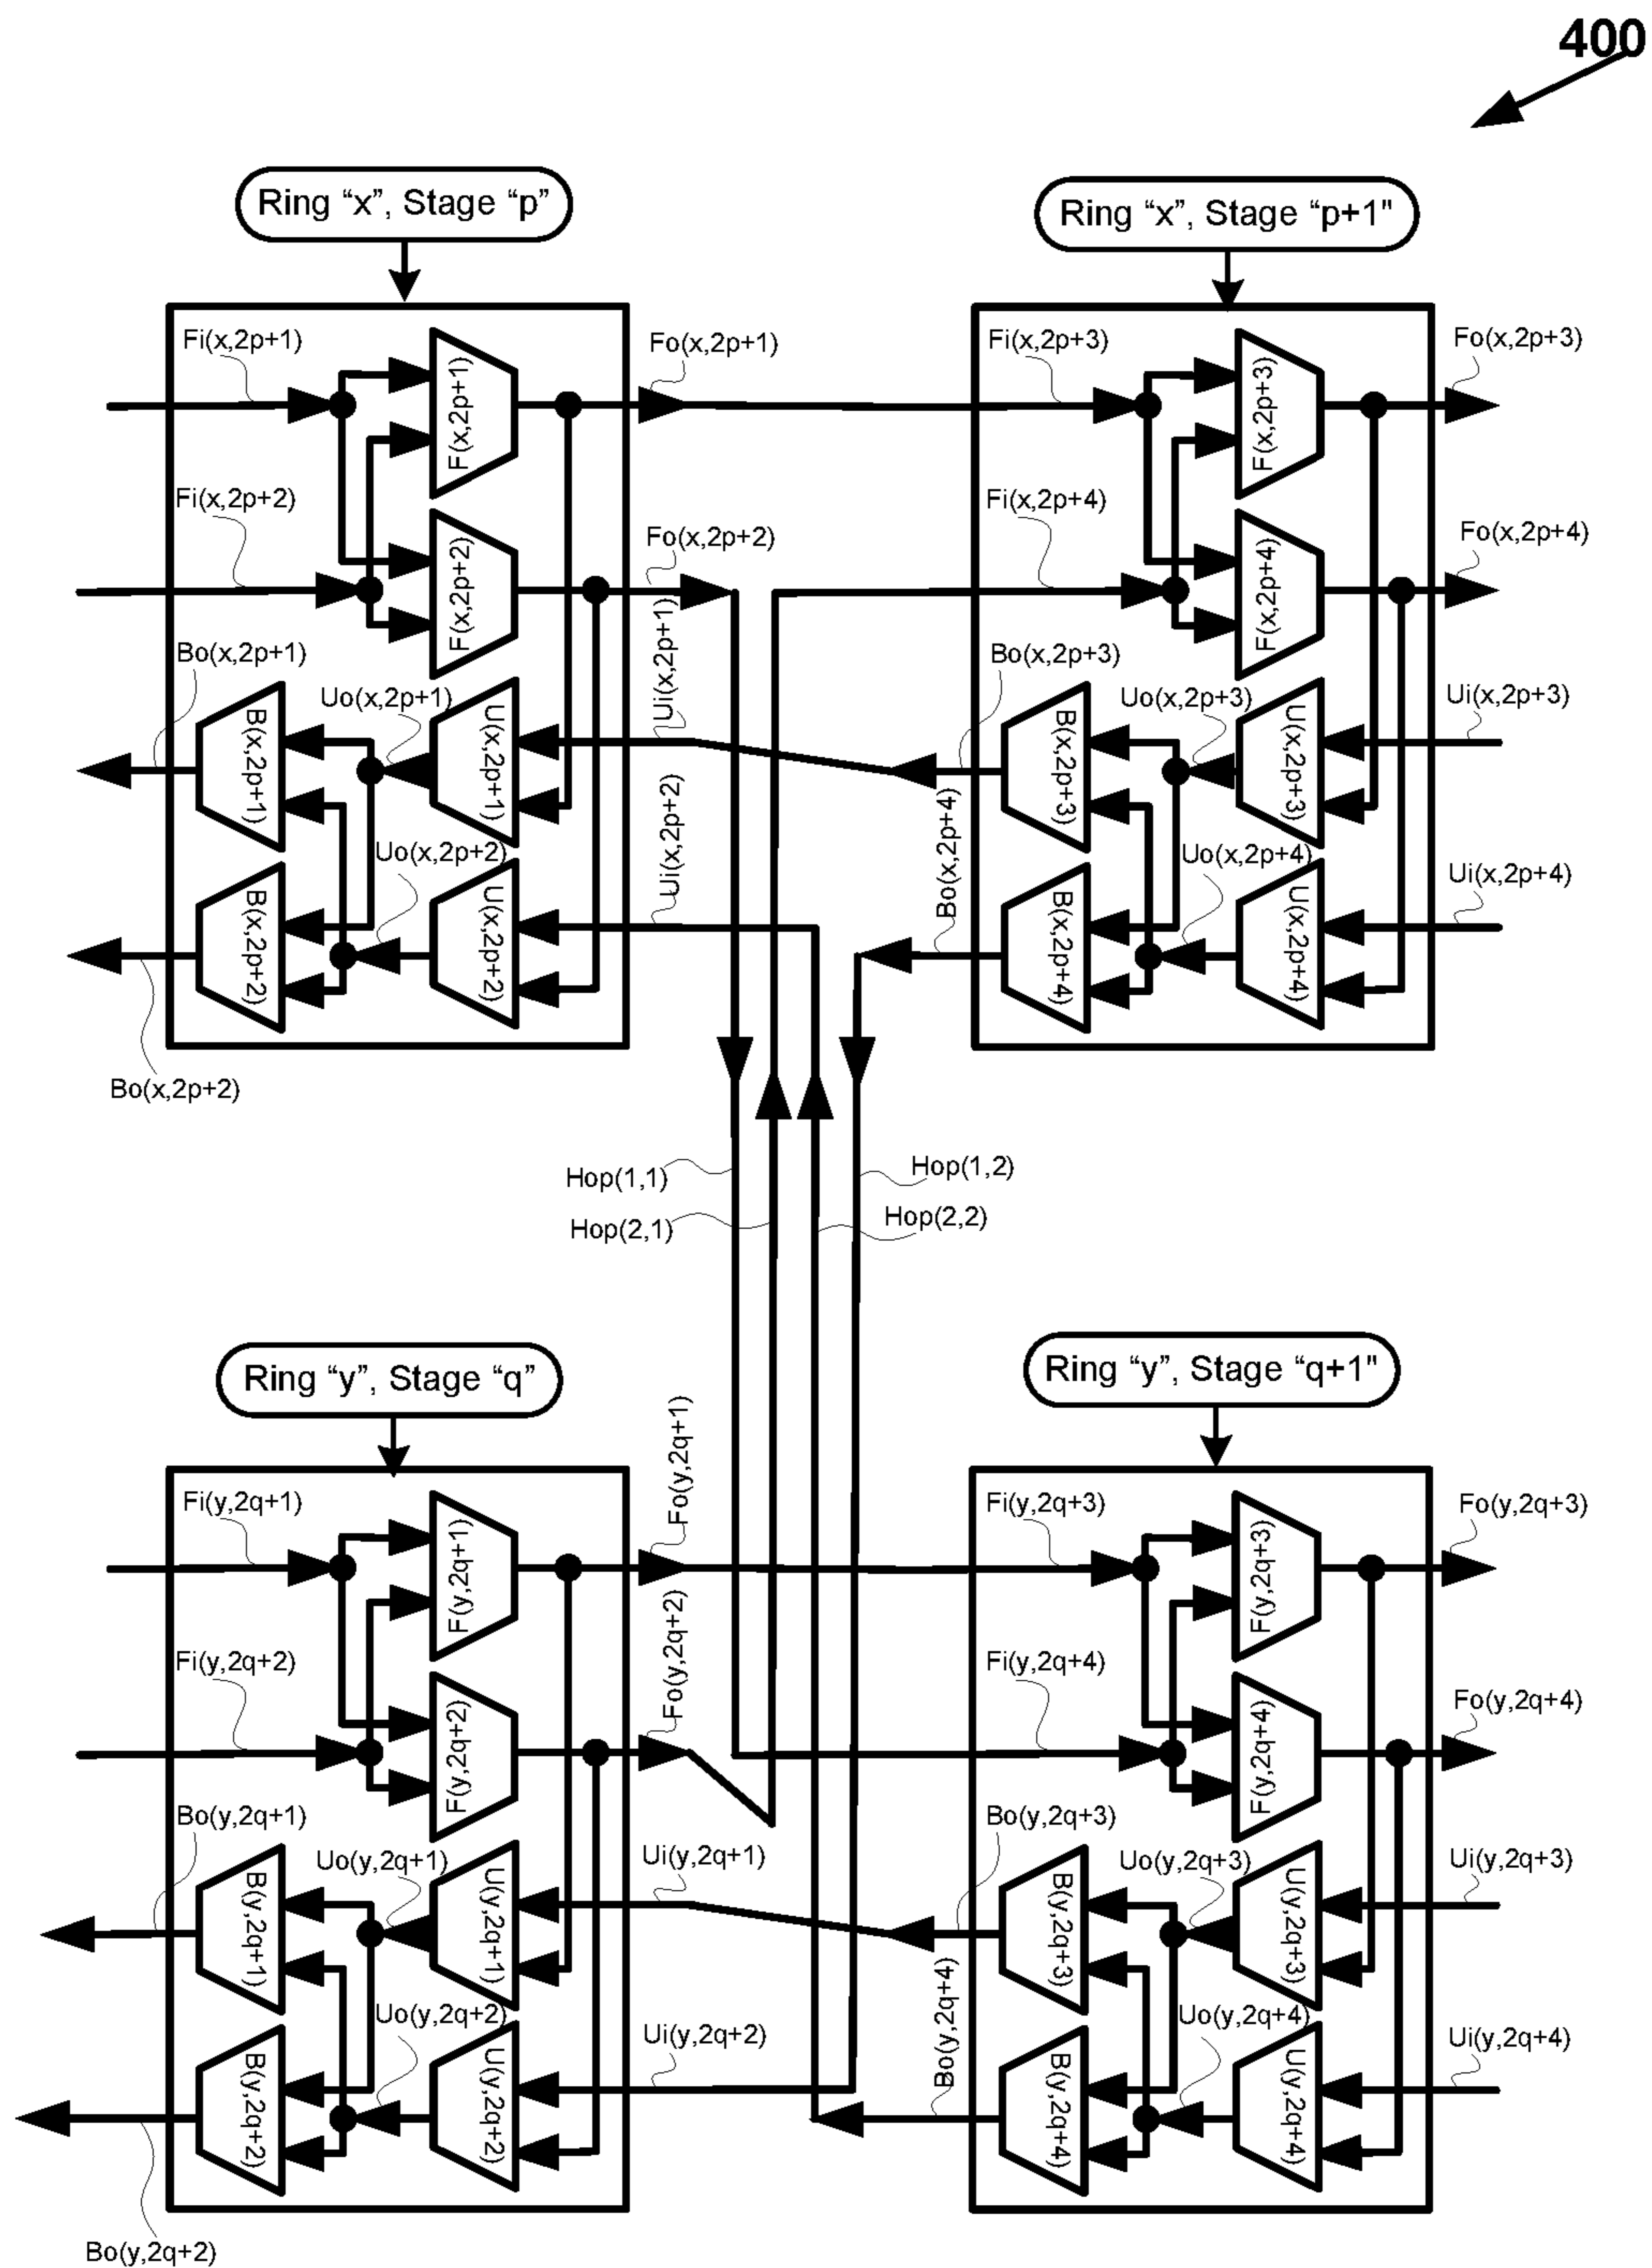 400
Ring “x”, Stage “p”
Ring “x”, Stage “p+1"
Fi(x,2p+1)
F(x,2p+1)
Fo(x,2p+1)
Fi(x,2p+3)
F(x,2p+3)
Fo(x,2p+3)
Fi(x,2p+2)
F(x,2p+2)
Fo(x,2p+2)
Fi(x,2p+4)
F(x,2p+4)
Fo(x,2p+4)
Bo(x,2p+1)
B(x,2p+1)
Uo(x,2p+1)
U(x,2p+1)
Ui(x,2p+1)
Bo(x,2p+3)
B(x,2p+3)
Uo(x,2p+3)
U(x,2p+3)
Ui(x,2p+3)
B(x,2p+2)
Uo(x,2p+2)
U(x,2p+2)
Ui(x,2p+2)
Bo(x,2p+4)
B(x,2p+4)
Uo(x,2p+4)
U(x,2p+4)
Ui(x,2p+4)
Bo(x,2p+2)
Hop(1,1)
Hop(1,2)
Hop(2,1)
Hop(2,2)
Ring “y”, Stage “q”
Ring “y”, Stage “q+1"
Fi(y,2q+1)
F(y,2q+1)
Fo(y,2q+1)
Fi(y,2q+3)
F(y,2q+3)
Fo(y,2q+3)
Fi(y,2q+2)
F(y,2q+2)
Fo(y,2q+2)
Fi(y,2q+4)
F(y,2q+4)
Fo(y,2q+4)
Bo(y,2q+1)
B(y,2q+1)
Uo(y,2q+1)
U(y,2q+1)
Ui(y,2q+1)
Bo(y,2q+3)
B(y,2q+3)
Uo(y,2q+3)
U(y,2q+3)
Ui(y,2q+3)
B(y,2q+2)
Uo(y,2q+2)
U(y,2q+2)
Ui(y,2q+2)
Bo(y,2q+4)
B(y,2q+4)
Uo(y,2q+4)
U(y,2q+4)
Ui(y,2q+4)
Bo(y,2q+2)